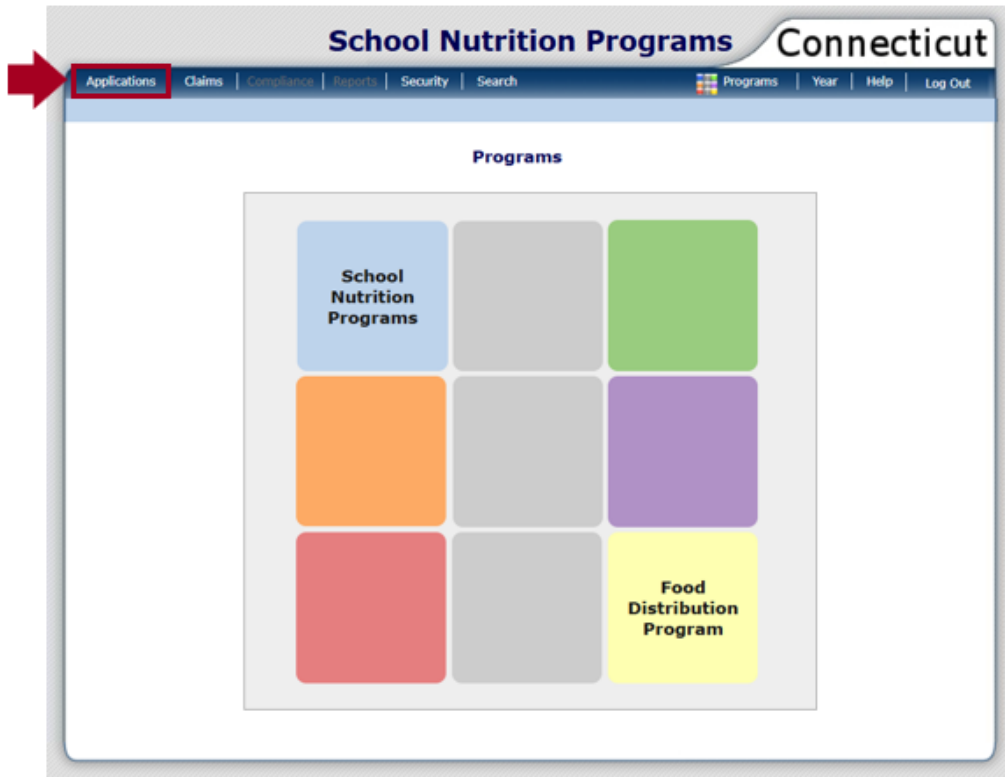 School Nutrition Programs Connecticut
Applications Claims | Compliance | Reports | Security | Search Programs | Year | Help | Log Out
Programs
School
Nutrition
Programs
Food
Distribution
Program